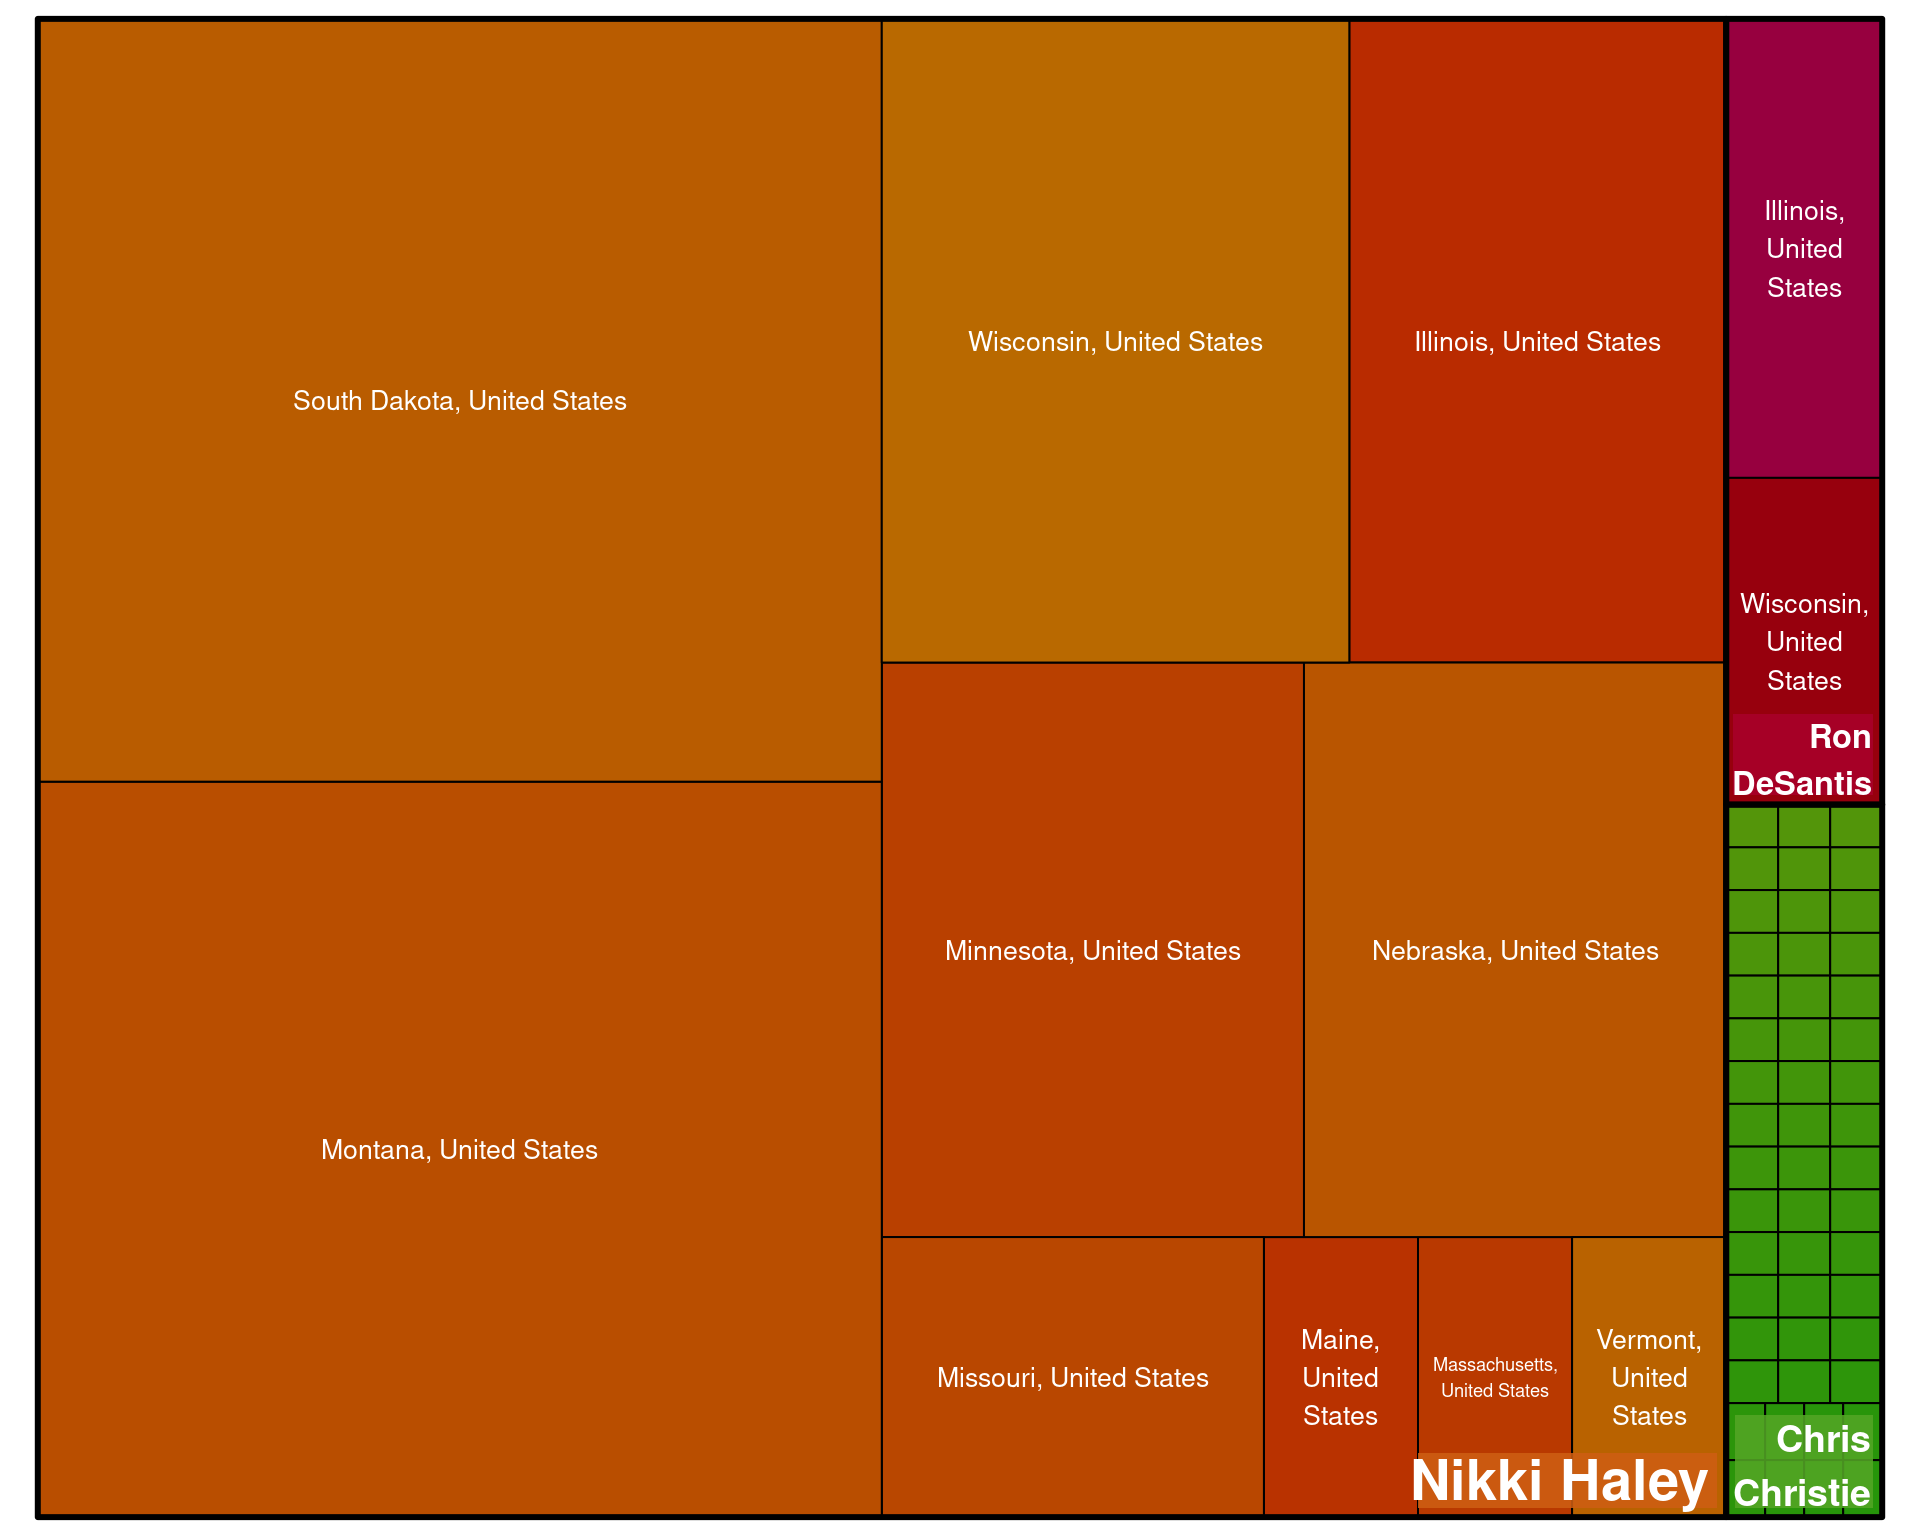 South Dakota, United States
Montana, United States
Wisconsin, United States
Illinois, United States
Minnesota, United States
Nebraska, United States
Missouri, United States
Maine,
United
States
Massachusetts,
United States
Vermont,
United
States
Nikki Haley
Illinois,
United
States
Wisconsin,
United
States
Ron
DeSantis
Chris
Christie